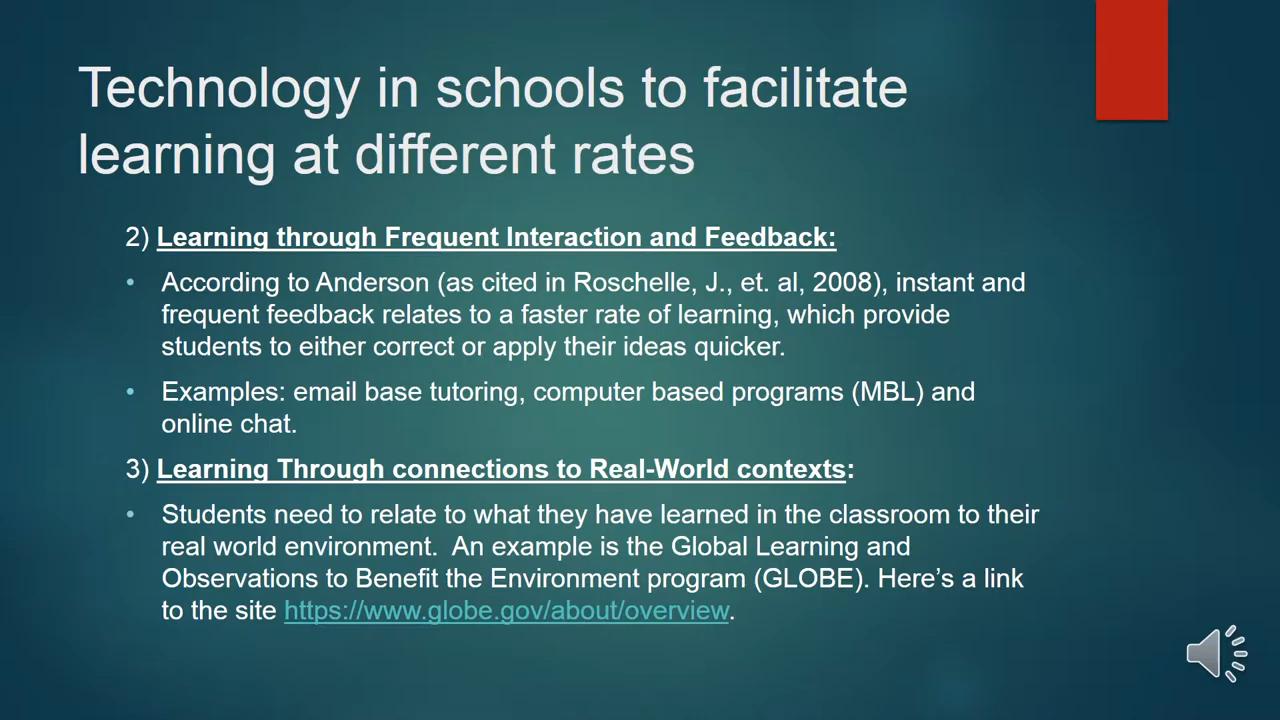 Technology in schools to facilitate
learning at different rates
2) Learning through Frequent Interaction and Feedback:
• According to Anderson (as cited in Roschelle, J., et. al, 2008), instant and
frequent feedback relates to a faster rate of learning, which provide
students to either correct or apply their ideas quicker.
• Examples: email base tutoring, computer based programs (MBL) and
online chat.
3) Learning Through connections to Real-World contexts:
• Students need to relate to what they have learned in the classroom to their
real world environment.  An example is the Global Learning and
Observations to Benefit the Environment program (GLOBE). Here’s a link
to the site https://www.globe.gov/about/overview.